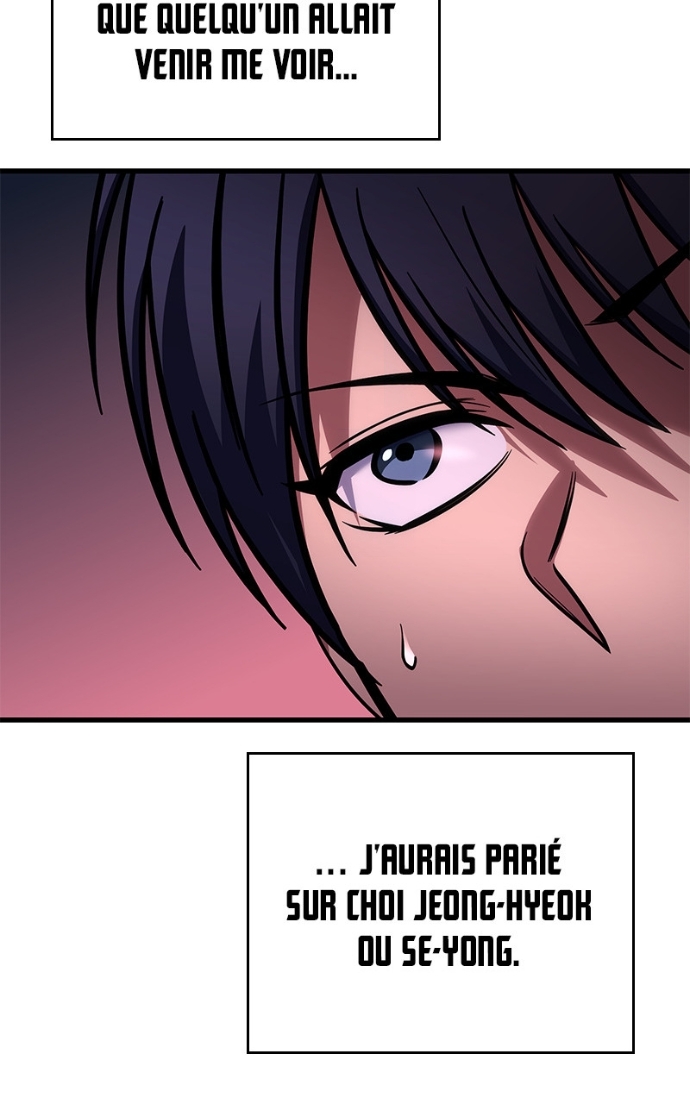 QUE QUELQU'UN ALLAIT
VENIR ME VOIR...
... J'AURAIS PARIÉ
SUR CHOI JEONG-HYEOK
OU SE-YONG.